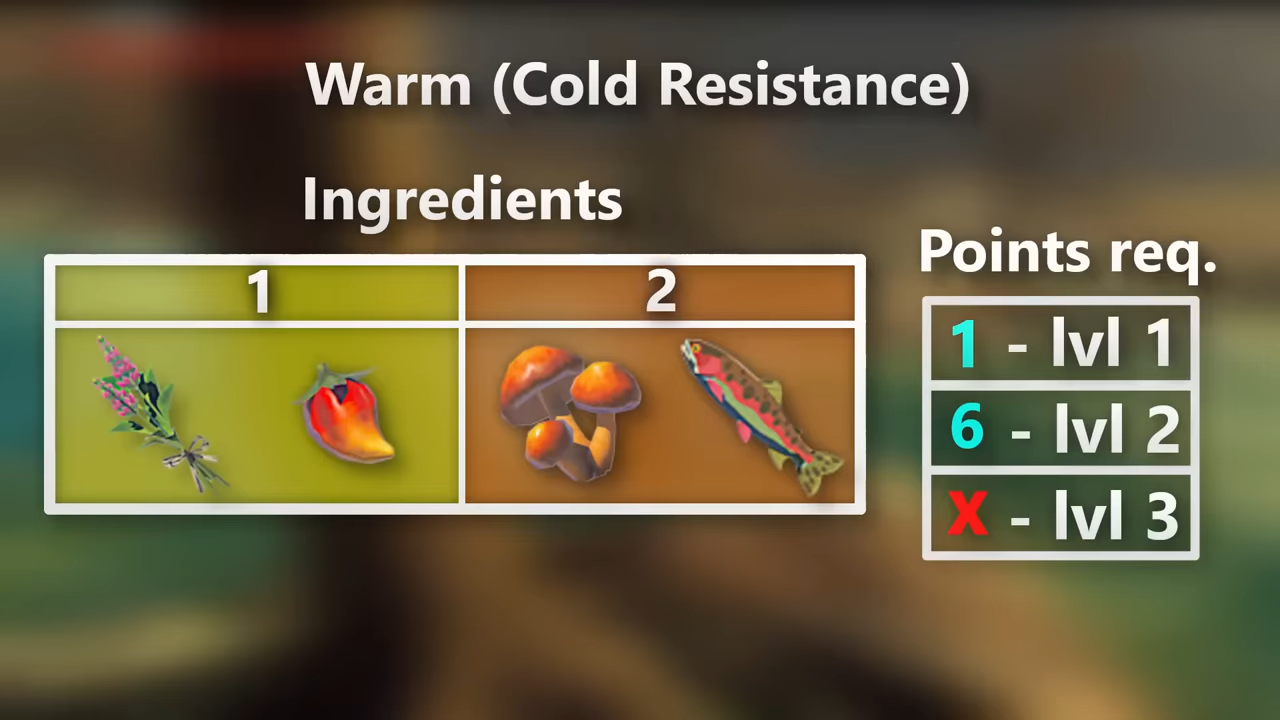 Warm (Cold Resistance)
Ingredients
1 2
Points req.
1 - lvl 1
6 - lvl 2
X - lvl 3